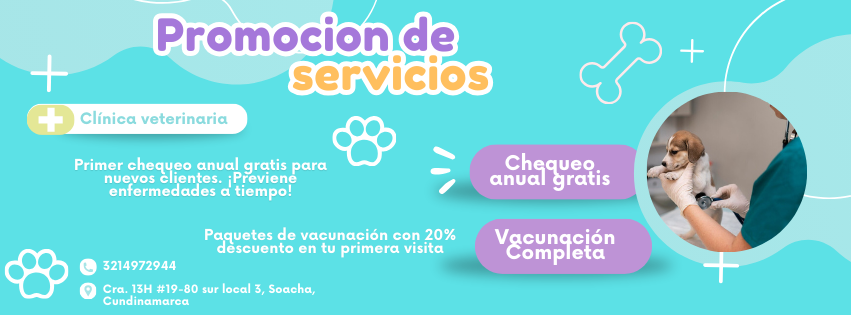 Promocion de
servicios
Clínica veterinaria
Primer chequeo anual gratis para
nuevos clientes. ¡Previene
enfermedades a tiempo!
Chequeo
anual gratis
Paquetes de vacunación con 20%
descuento en tu primera visita
Vacunación
Completa
3214972944
Cra. 13H #19-80 sur local 3, Soacha,
Cundinamarca